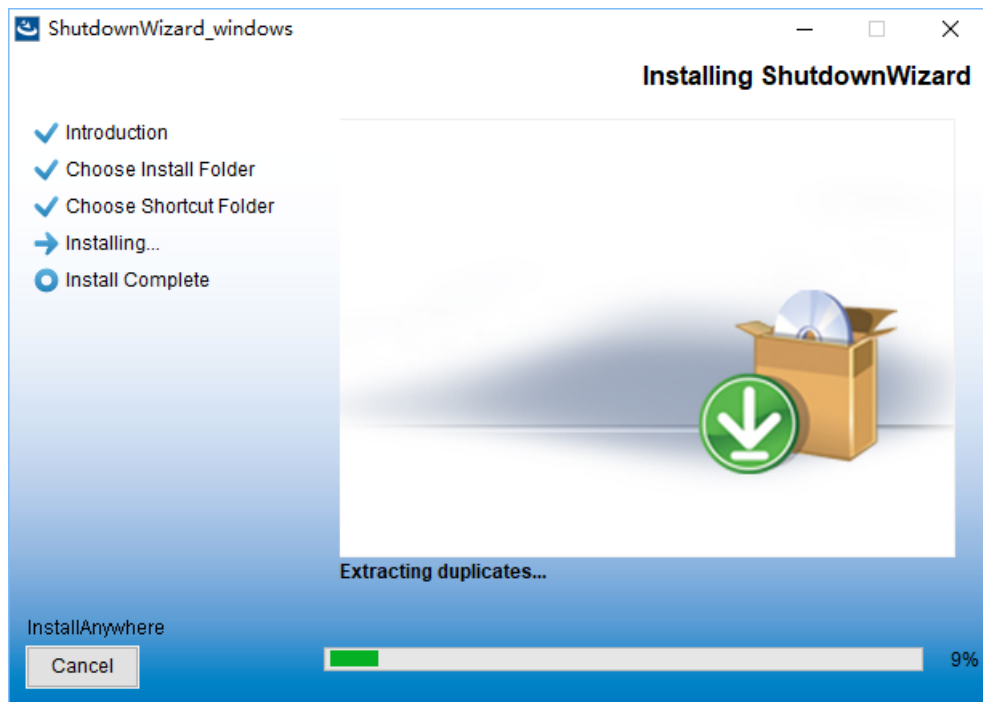 ShutdownWizard_windows
Installing ShutdownWizard
Introduction
Choose Install Folder
Choose Shortcut Folder
Installing...
Install Complete
Extracting duplicates...
InstallAnywhere
Cancel
9%